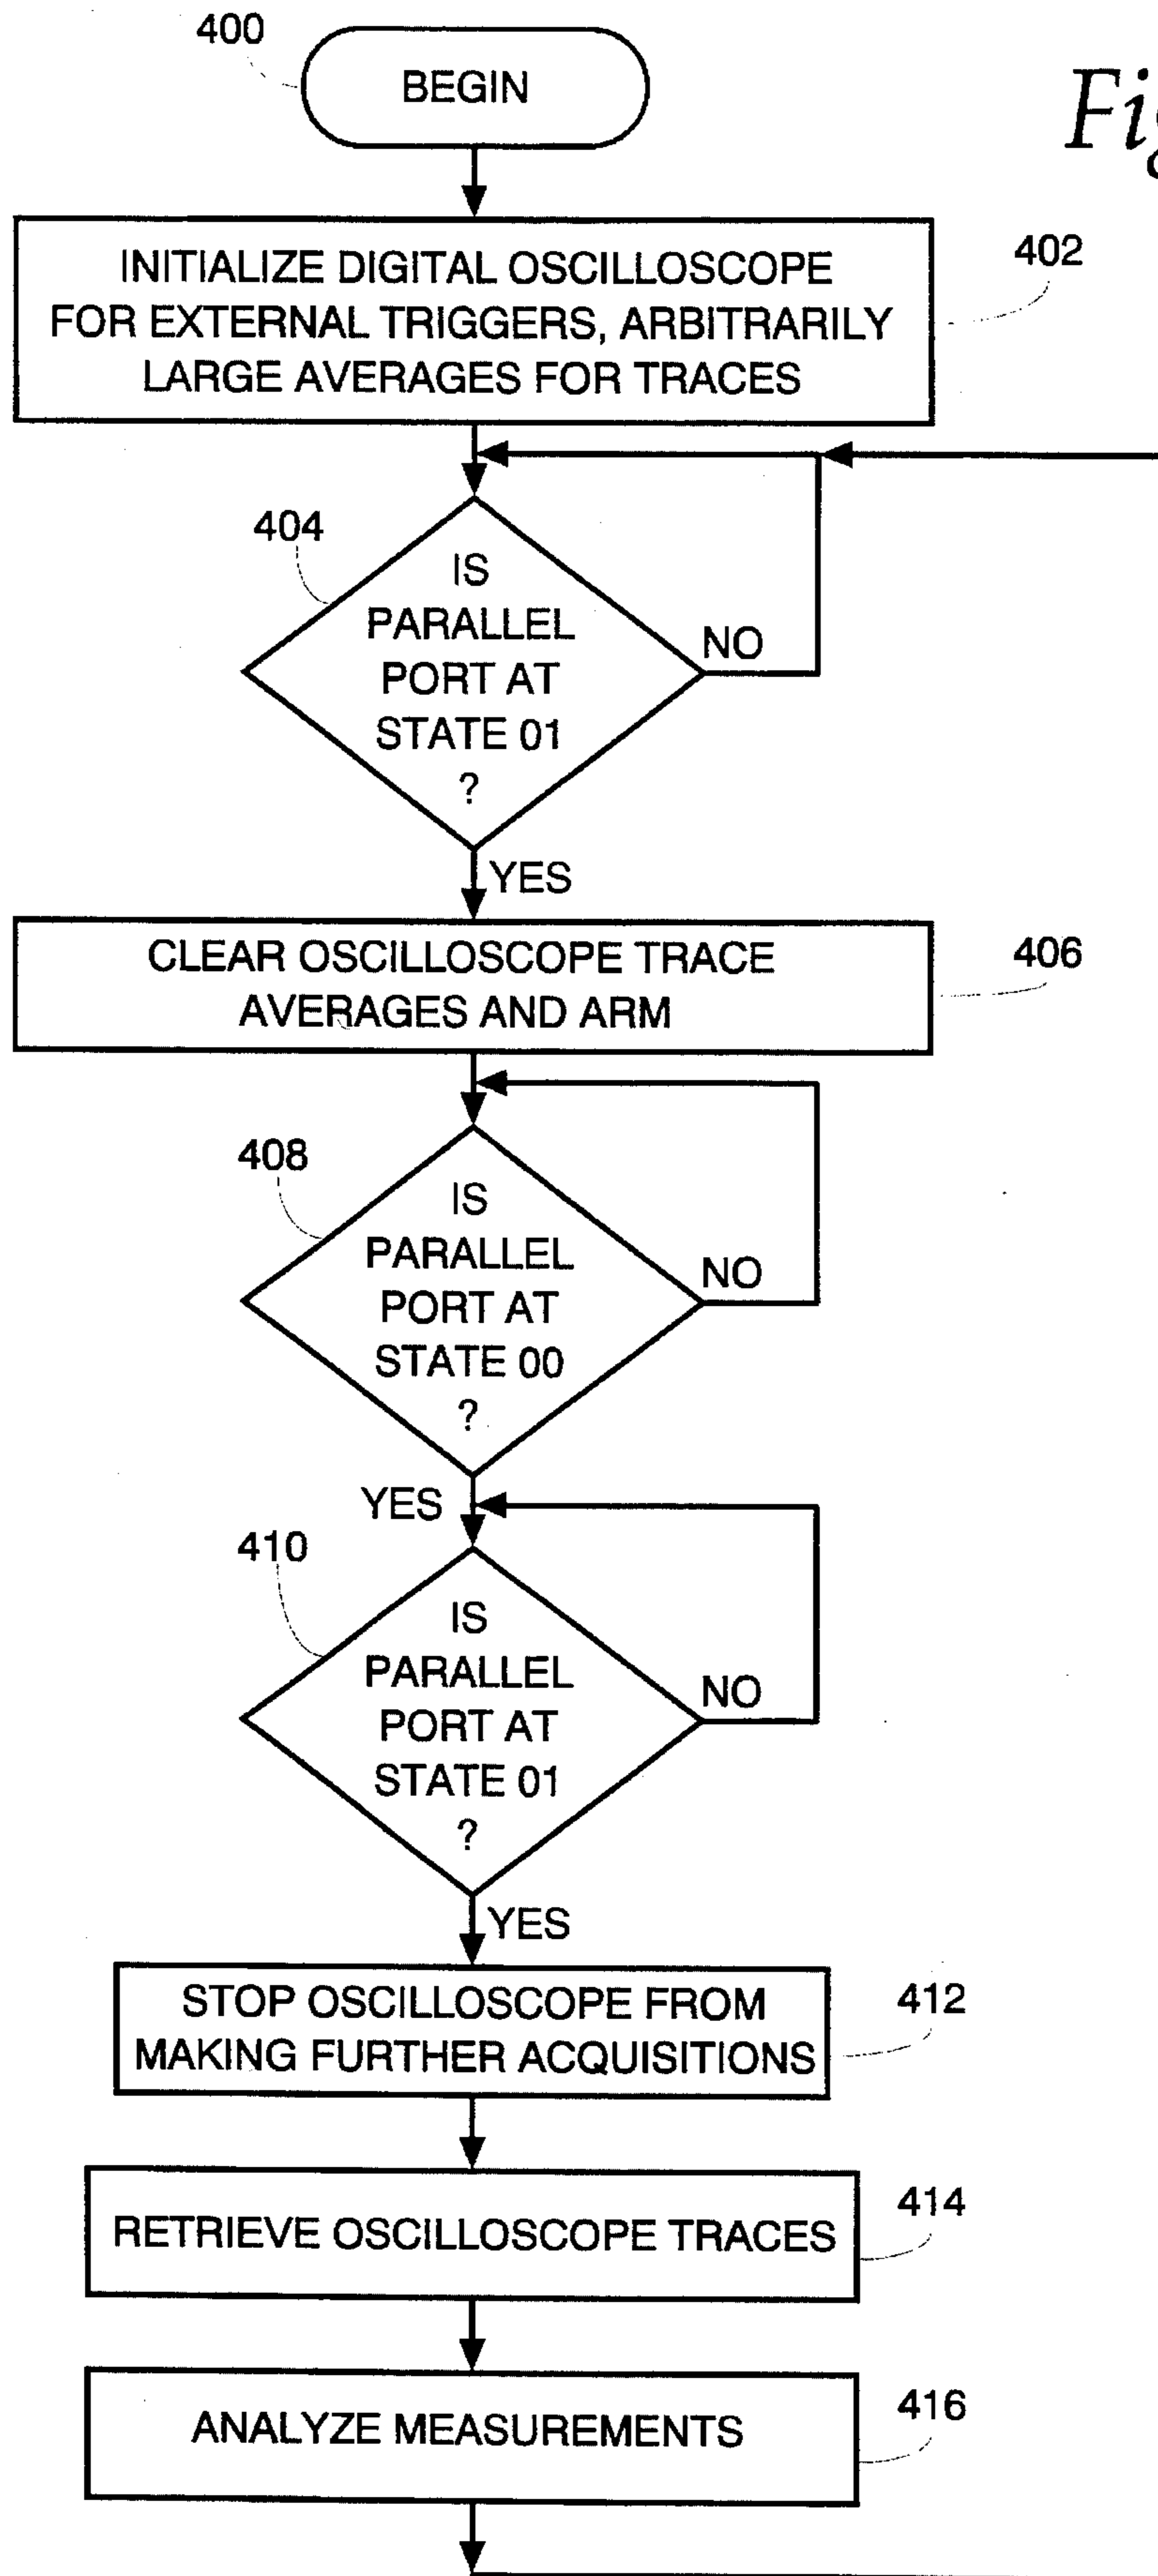 400
BEGIN
Fig
402
INITIALIZE DIGITAL OSCILLOSCOPE
FOR EXTERNAL TRIGGERS, ARBITRARILY
LARGE AVERAGES FOR TRACES
404
IS
PARALLEL
PORT AT
STATE 01
?
NO
YES
406
CLEAR OSCILLOSCOPE TRACE
AVERAGES AND ARM
408
IS
PARALLEL
PORT AT
STATE 00
?
NO
YES
410
IS
PARALLEL
PORT AT
STATE 01
?
NO
YES
412
STOP OSCILLOSCOPE FROM
MAKING FURTHER ACQUISITIONS
414
RETRIEVE OSCILLOSCOPE TRACES
416
ANALYZE MEASUREMENTS